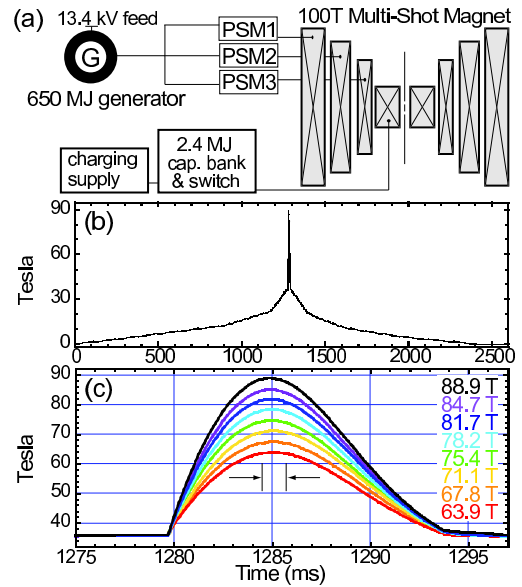 (a)
13.4 kV feed
G
650 MJ generator
PSM1
PSM2
PSM3
100T Multi-Shot Magnet
charging
supply
2.4 MJ
cap. bank
& switch
(b)
Tesla
90
60
30
0
0 500 1000 1500 2000 2500
(c)
Tesla
90
80
70
60
50
40
88.9 T
84.7 T
81.7 T
78.2 T
75.4 T
71.1 T
67.8 T
63.9 T
1275 1280 1285 1290 1295
Time (ms)